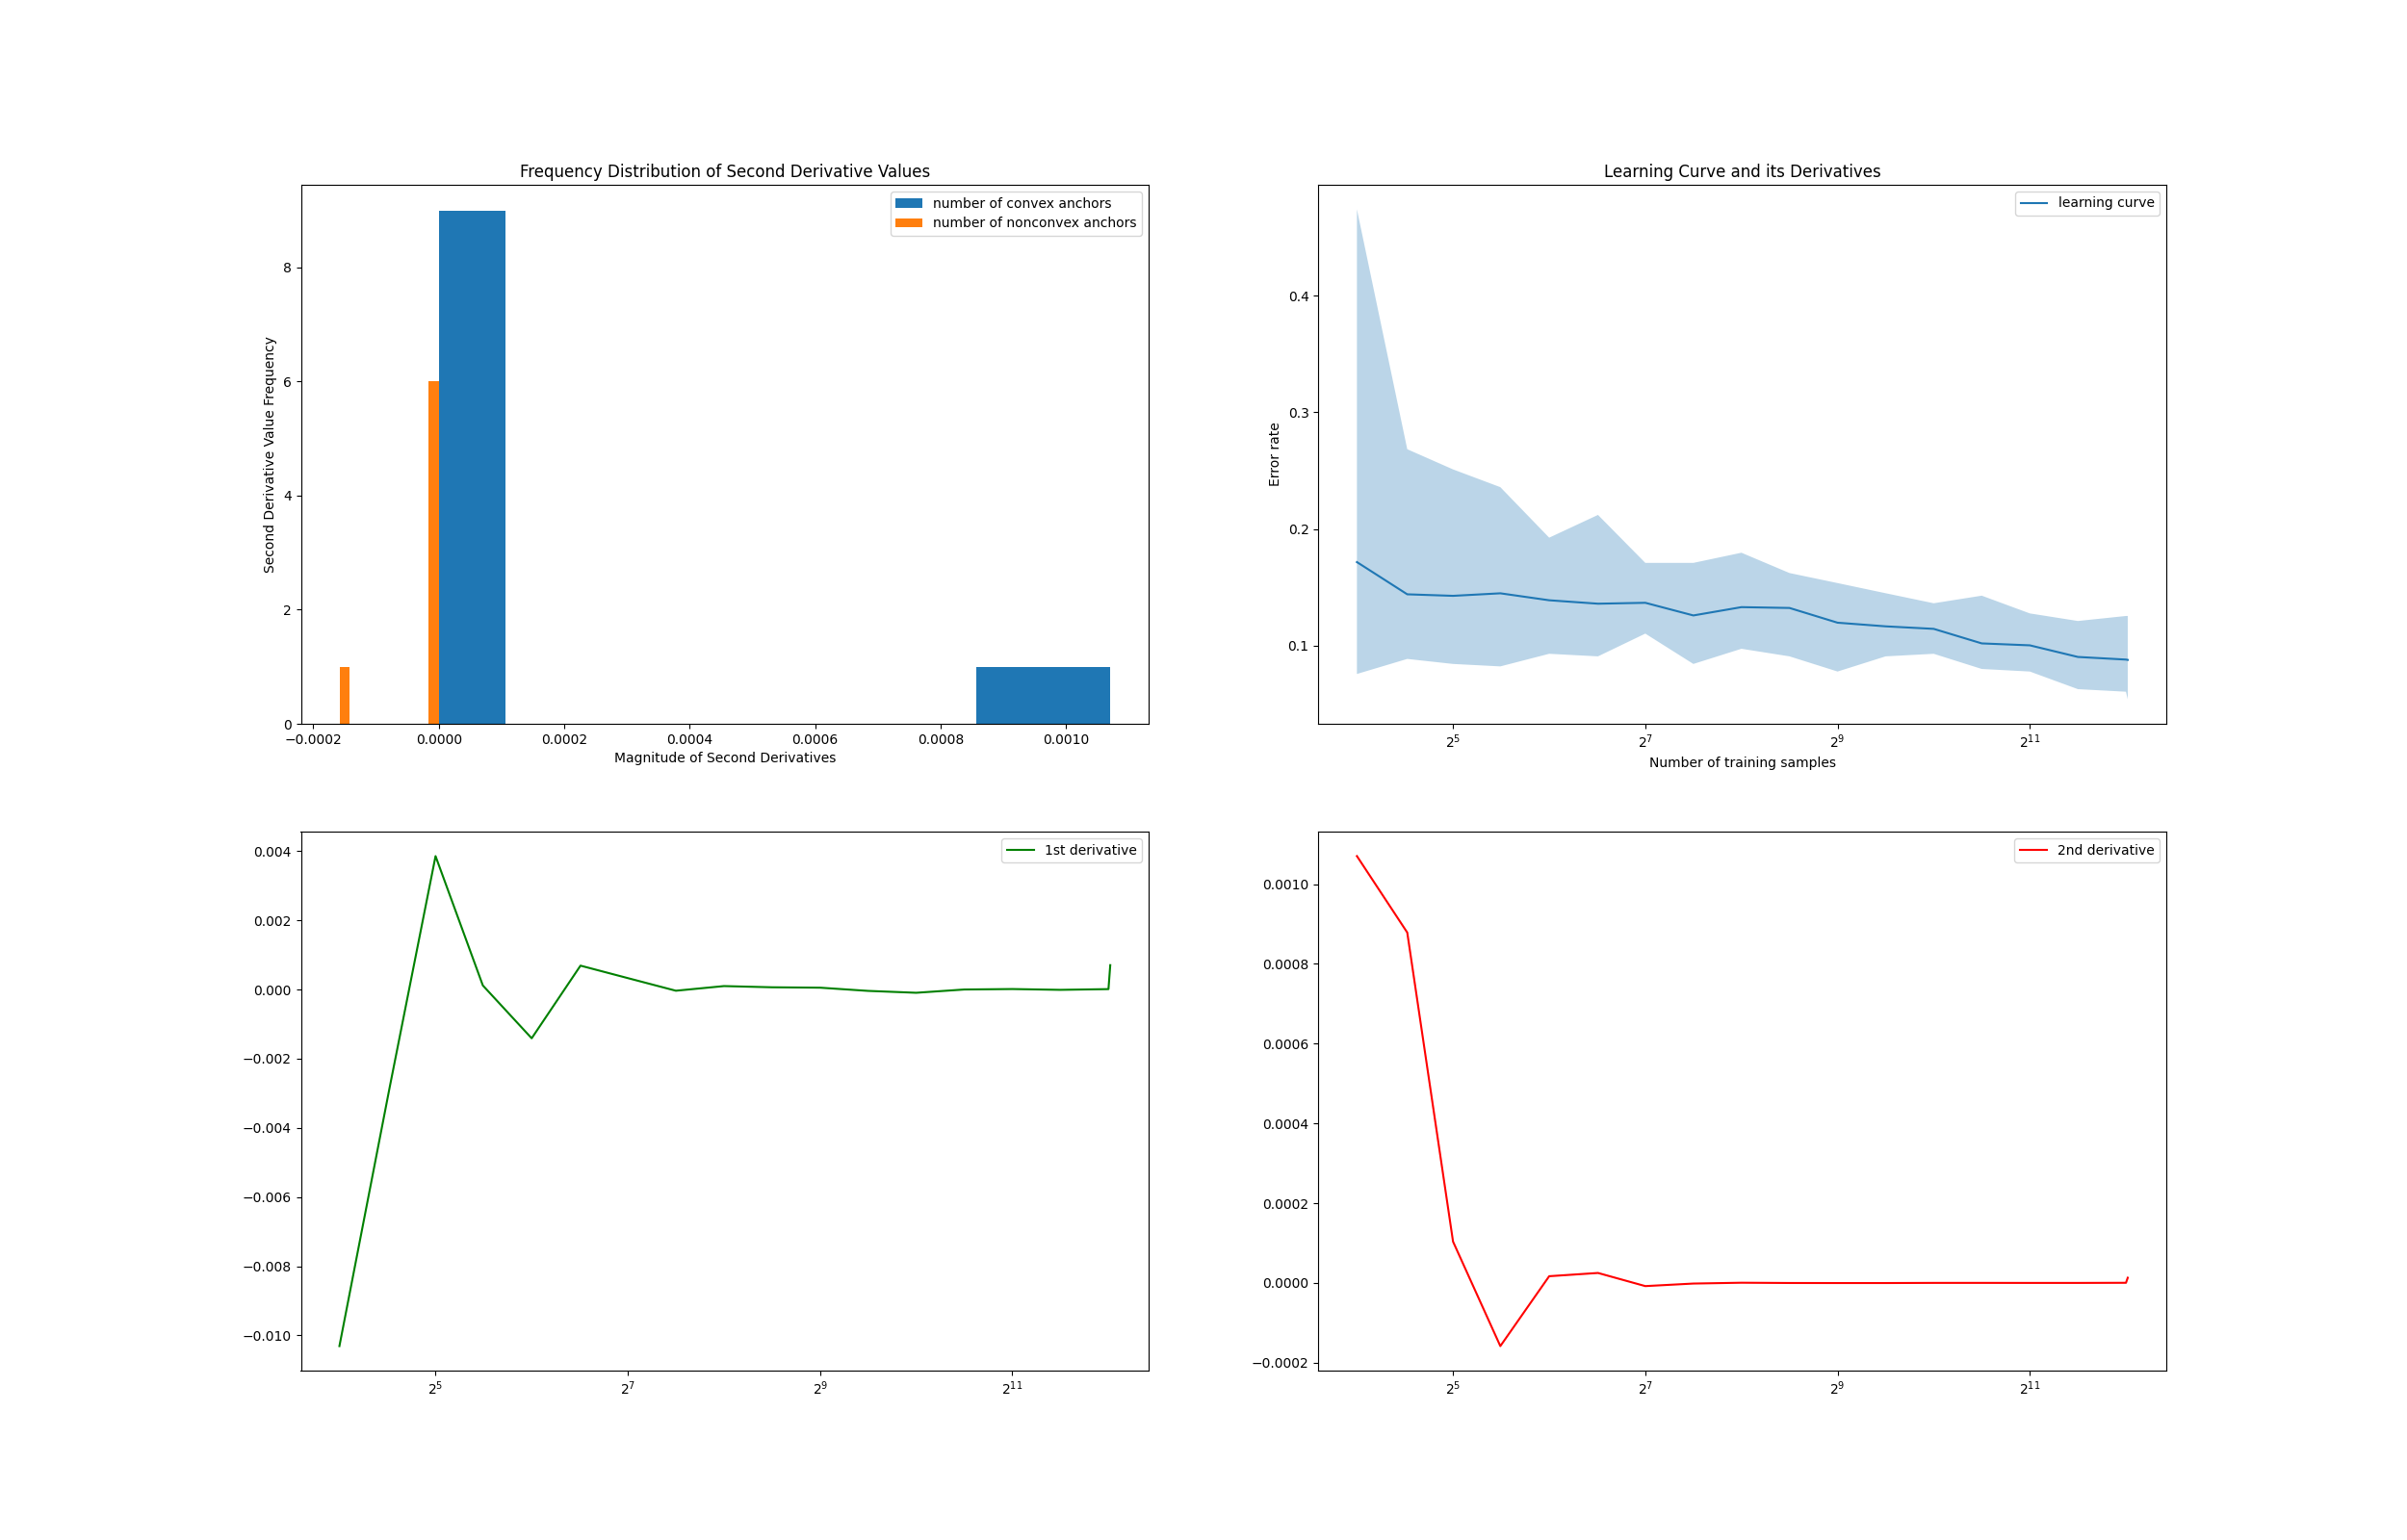 Frequency Distribution of Second Derivative Values
number of convex anchors
number of nonconvex anchors
8
6
4
2
0
Second Derivative Value Frequency
−0.0002 0.0000 0.0002 0.0004 0.0006 0.0008 0.0010
Magnitude of Second Derivatives
Learning Curve and its Derivatives
learning curve
0.4
0.3
0.2
0.1
Error rate
2^5 2^7 2^9 2^11
Number of training samples
1st derivative
0.004
0.002
0.000
−0.002
−0.004
−0.006
−0.008
−0.010
2^5 2^7 2^9 2^11
2nd derivative
0.0010
0.0008
0.0006
0.0004
0.0002
0.0000
−0.0002
2^5 2^7 2^9 2^11